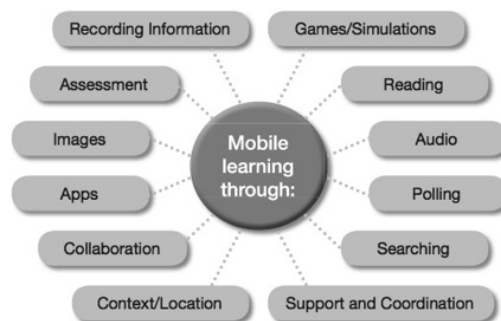 Recording Information
Games/Simulations
Assessment
Reading
Images
Mobile
learning
through:
Audio
Apps
Polling
Collaboration
Searching
Context/Location
Support and Coordination